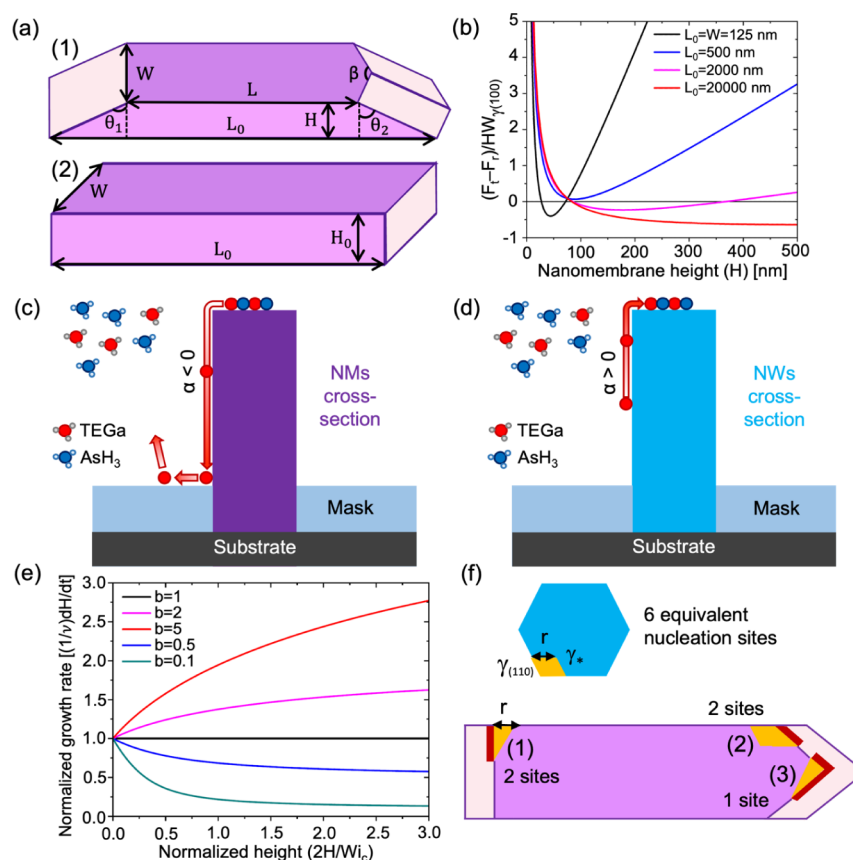 (a)
(1)
W
L
β
θ1
L0
H
θ2
(2)
W
L0
H0
(b)
(Ft–Fr)/HWγ(100)
5
4
3
2
1
0
-1
L0=W=125 nm
L0=500 nm
L0=2000 nm
L0=20000 nm
0 100 200 300 400 500
Nanomembrane height (H) [nm]
(c)
α < 0
NMs
cross-
section
TEGa
AsH3
Mask
Substrate
(d)
α > 0
NWs
cross-
section
TEGa
AsH3
Mask
Substrate
(e)
Normalized growth rate [(1/ν)dH/dt]
3.0
2.5
2.0
1.5
1.0
0.5
0.0
b=1
b=2
b=5
b=0.5
b=0.1
0.0 0.5 1.0 1.5 2.0 2.5 3.0
Normalized height (2H/Wic)
(f)
6 equivalent
nucleation sites
r
γ(110)
γ*
r
2 sites
(1)
(2)
(3)
2 sites
1 site